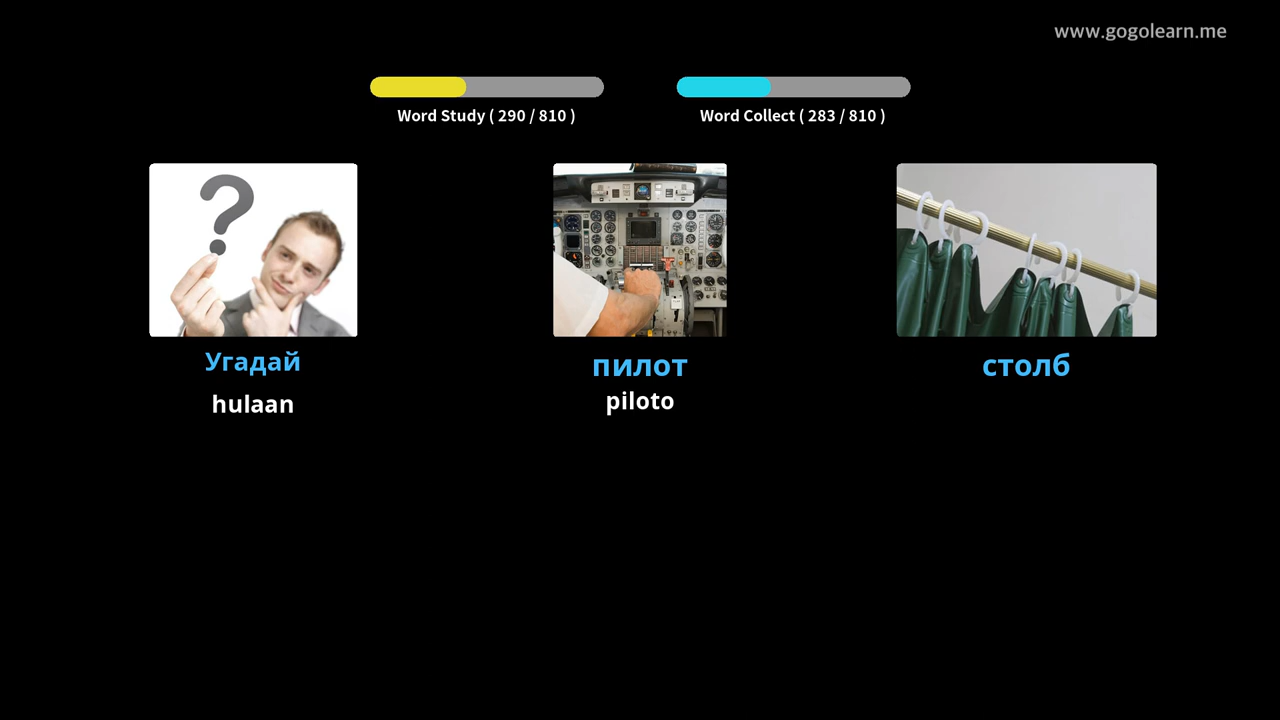 www.gogolearn.me
Word Study ( 290 / 810 )
Word Collect ( 283 / 810 )
Угадай
hulaan
пилот
piloto
столб